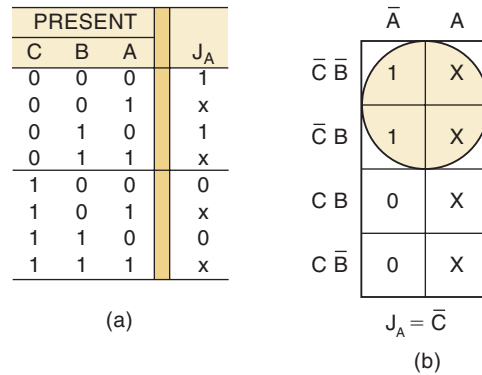 PRESENT
C B A J_A
0 0 0 1
0 0 1 x
0 1 0 1
0 1 1 x
1 0 0 0
1 0 1 x
1 1 0 0
1 1 1 x
(a)
A̅ A
C̅ B̅ 1 X
C̅ B 1 X
C B 0 X
C B̅ 0 X
J_A = C̅
(b)